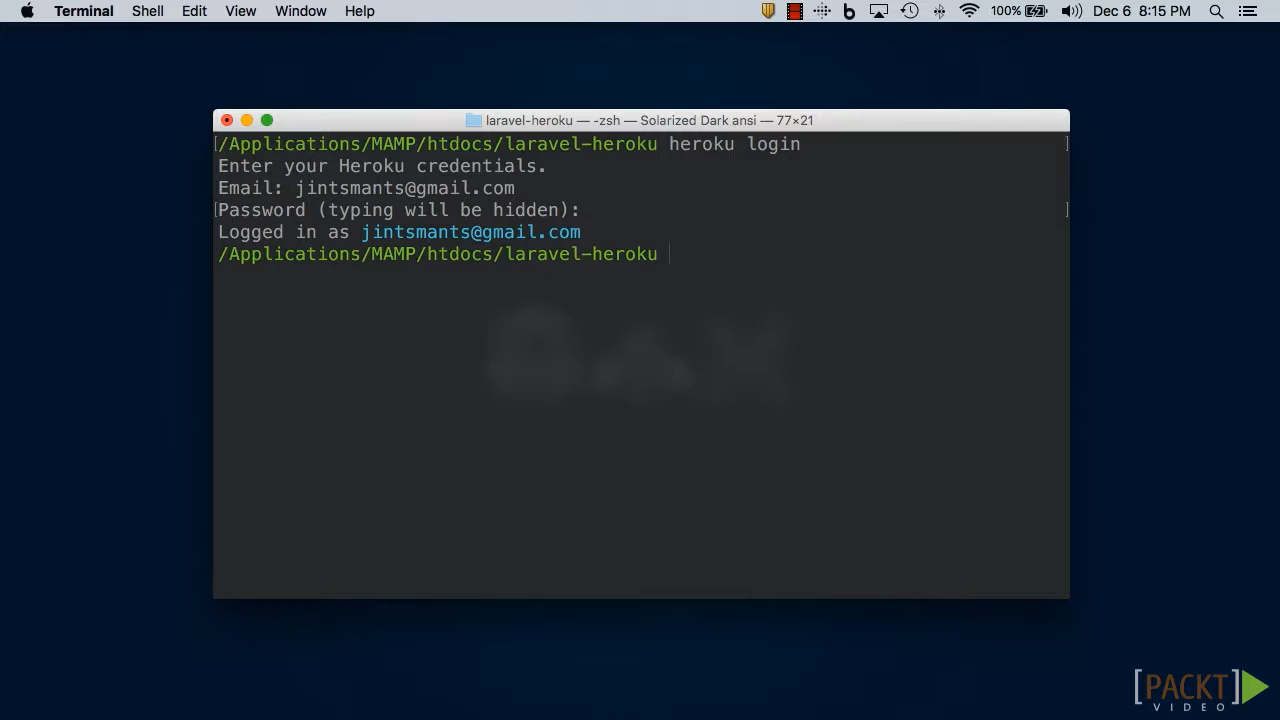 Terminal Shell Edit View Window Help 100% Dec 6 8:15 PM
laravel-heroku — -zsh — Solarized Dark ansi — 77×21
/Applications/MAMP/htdocs/laravel-heroku heroku login
Enter your Heroku credentials.
Email: jintsmants@gmail.com
Password (typing will be hidden):
Logged in as jintsmants@gmail.com
/Applications/MAMP/htdocs/laravel-heroku
[PACKT]
VIDEO